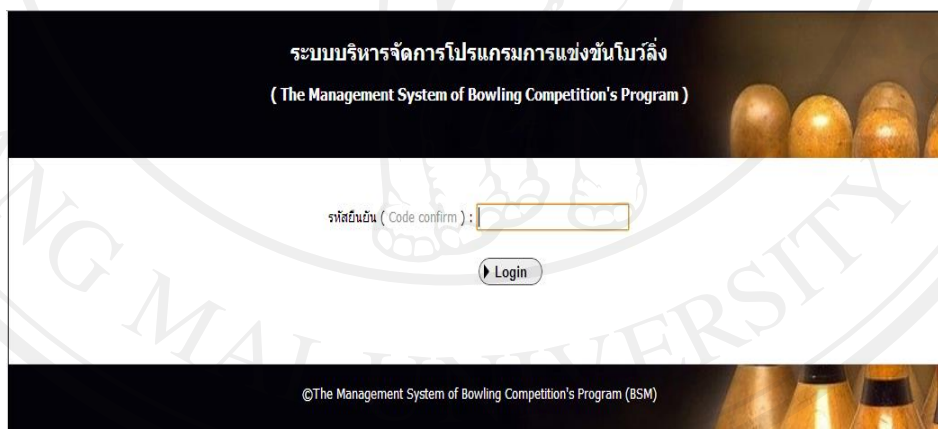 ระบบบริหารจัดการโปรแกรมการแข่งขันโบว์ลิ่ง
( The Management System of Bowling Competition's Program )
รหัสยืนยัน ( Code confirm ) :
Login
©The Management System of Bowling Competition's Program (BSM)
NG MAI UNIVERSITY